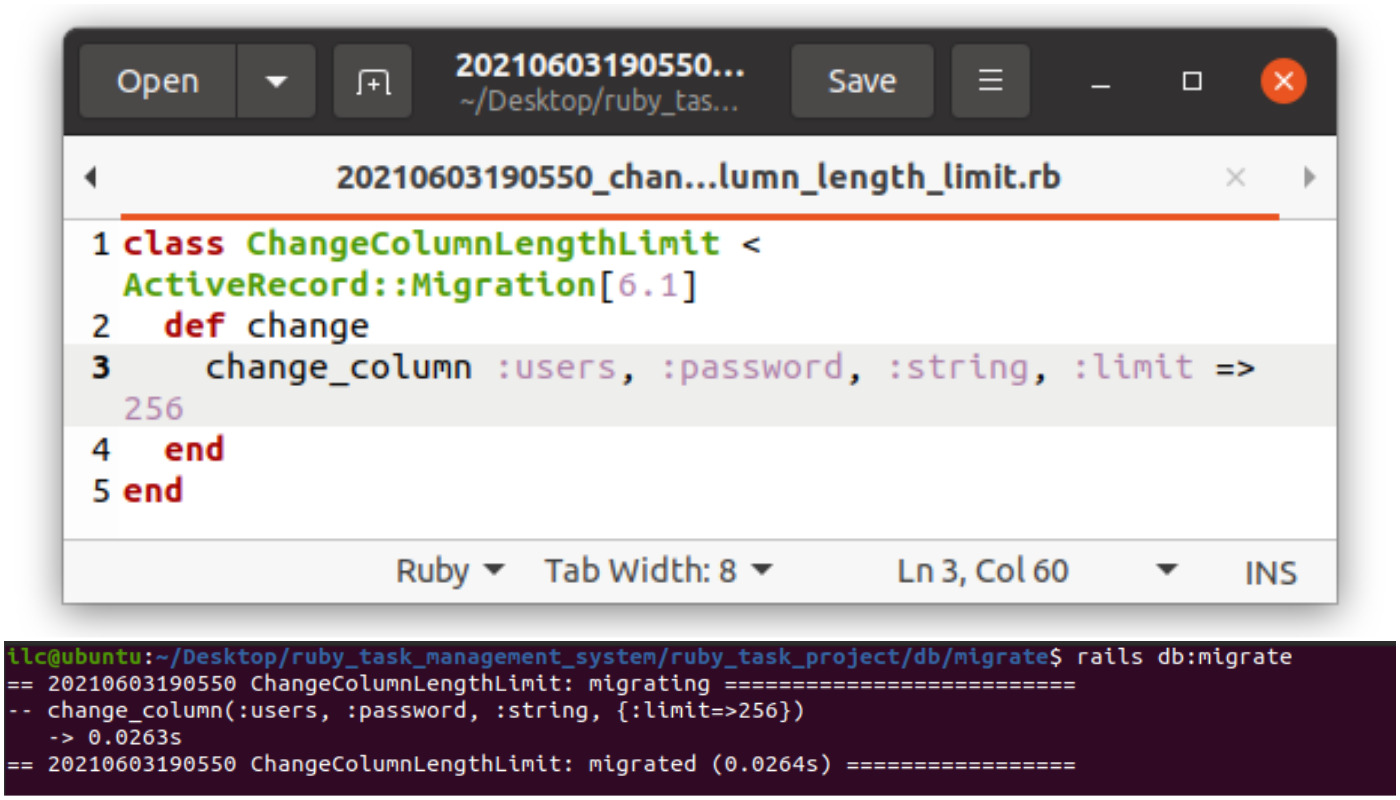 Open 20210603190550... Save
~/Desktop/ruby_tas...
20210603190550_chan...lumn_length_limit.rb
1 class ChangeColumnLengthLimit <
ActiveRecord::Migration[6.1]
2   def change
3     change_column :users, :password, :string, :limit =>
256
4   end
5 end
Ruby Tab Width: 8 Ln 3, Col 60 INS
ilc@ubuntu:~/Desktop/ruby_task_management_system/ruby_task_project/db/migrate$ rails db:migrate
== 20210603190550 ChangeColumnLengthLimit: migrating ==========================
-- change_column(:users, :password, :string, {:limit=>256})
   -> 0.0263s
== 20210603190550 ChangeColumnLengthLimit: migrated (0.0264s) =================